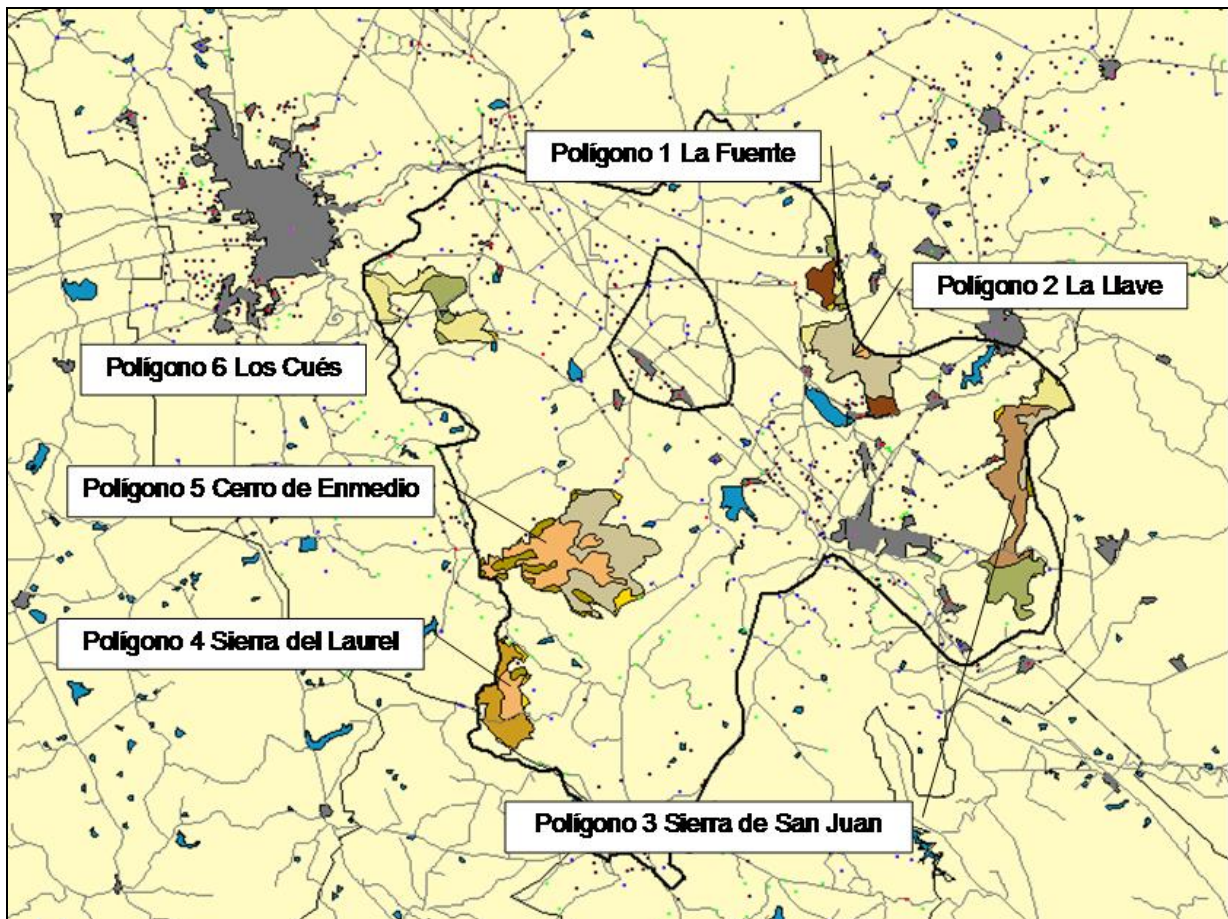 Polígono 1 La Fuente
Polígono 2 La Llave
Polígono 6 Los Cués
Polígono 5 Cerro de Enmedio
Polígono 4 Sierra del Laurel
Polígono 3 Sierra de San Juan